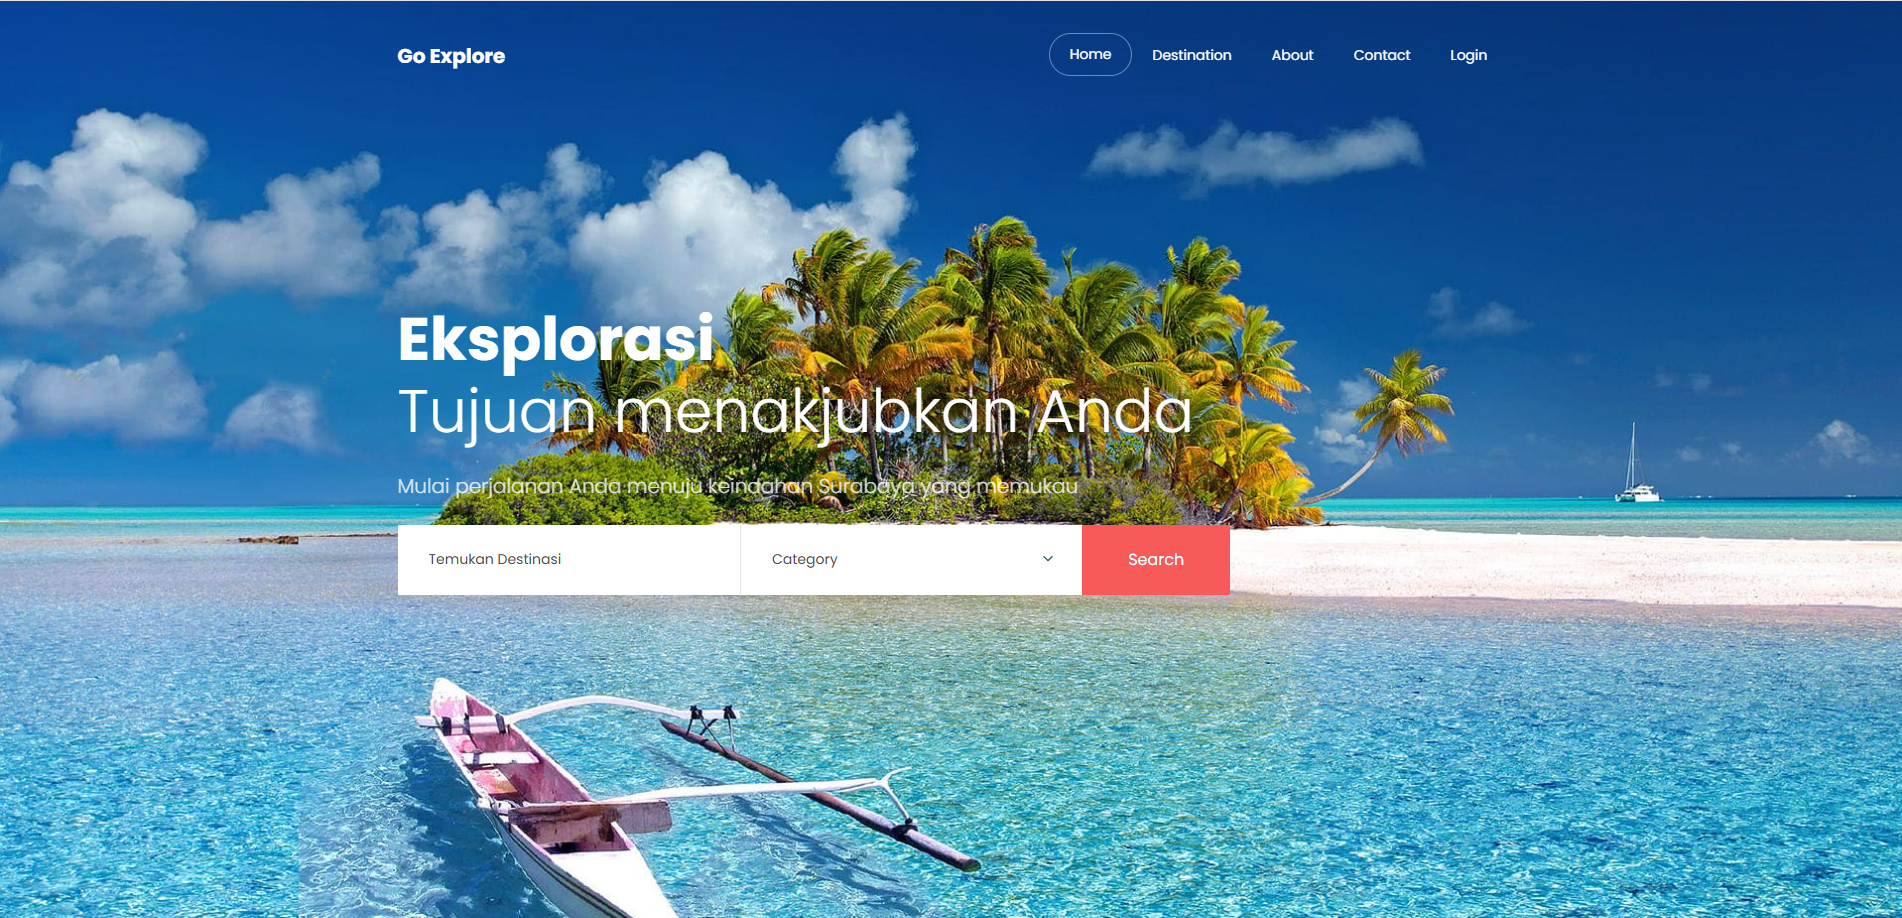 Go Explore
Home Destination About Contact Login
Eksplorasi
Tujuan menakjubkan Anda
Mulai perjalanan Anda menuju keindahan Surabaya yang memukau
Temukan Destinasi Category Search